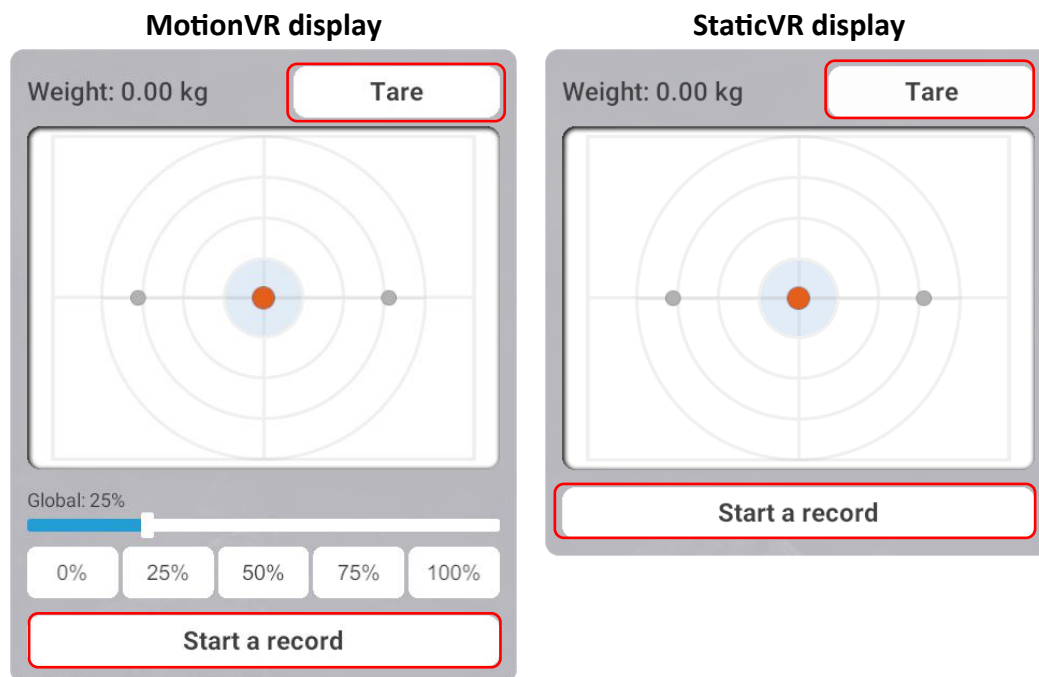 MotionVR display
Weight: 0.00 kg
Tare
Global: 25%
0% 25% 50% 75% 100%
Start a record
StaticVR display
Weight: 0.00 kg
Tare
Start a record